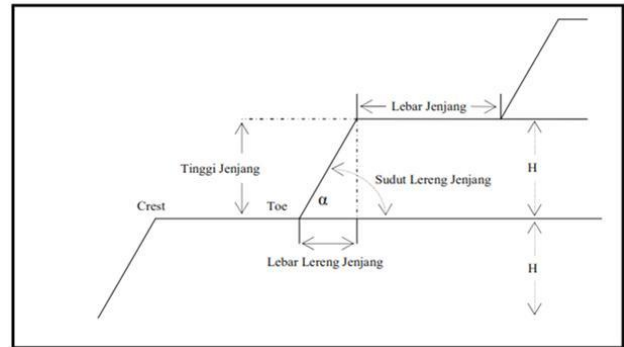 Lebar Jenjang
Tinggi Jenjang
Sudut Lereng Jenjang
H
Crest
Toe
α
Lebar Lereng Jenjang
H